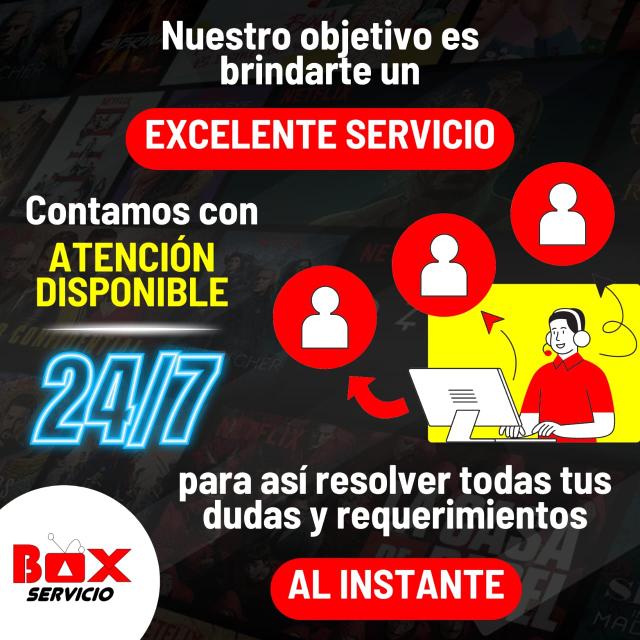 Nuestro objetivo es
brindarte un
EXCELENTE SERVICIO
Contamos con
ATENCIÓN
DISPONIBLE
24/7
para así resolver todas tus
dudas y requerimientos
AL INSTANTE
BOX
SERVICIO